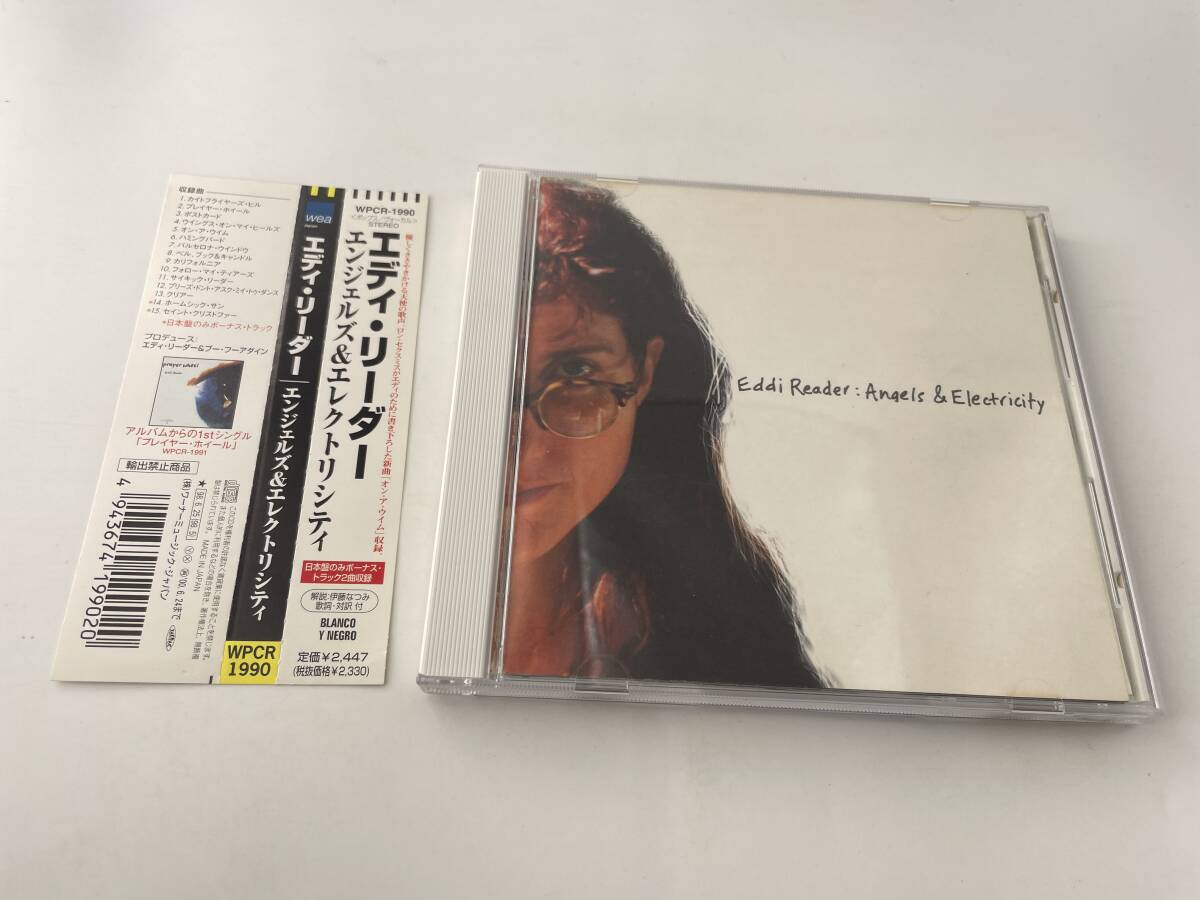 収録曲
1. カイトフライヤーズ・ヒル
2. プレイヤー・ホイール
3. ポストカード
4. ウイングス・オン・マイ・ヒールズ
5. オン・ア・ウイム
6. ハミングバード
7. バルセロナ・ウインドウ
8. ベル,ブック&キャンドル
9. カリフォルニア
10. フォロー・マイ・ティアーズ
11. サイキック・リーダー
12. プリーズ・ドント・アスク・ミイ・トゥ・ダンス
13. クリアー
*14. ホームシック・サン
*15. セイント・クリストファー
*日本盤のみボーナス・トラック
プロデュース:
エディ・リーダー&ブー・フーアダイン
prayer wheel
アルバムからの1stシングル
「プレイヤー・ホイール」
WPCR-1991
輸出禁止商品
4 943674 199020
(株)ワーナーミュージック・ジャパン
MADE IN JAPAN
wea
エディ・リーダー
エンジェルズ&エレクトリシティ
WPCR
1990
WPCR-1990
<ポップス/ヴォーカル>
STEREO
エディ・リーダー
エンジェルズ&エレクトリシティ
日本盤のみボーナス・
トラック2曲収録
解説:伊藤なつみ
歌詞・対訳 付
BLANCO
Y NEGRO
定価¥2,447
(税抜価格¥2,330)
Eddi Reader: Angels & Electricity